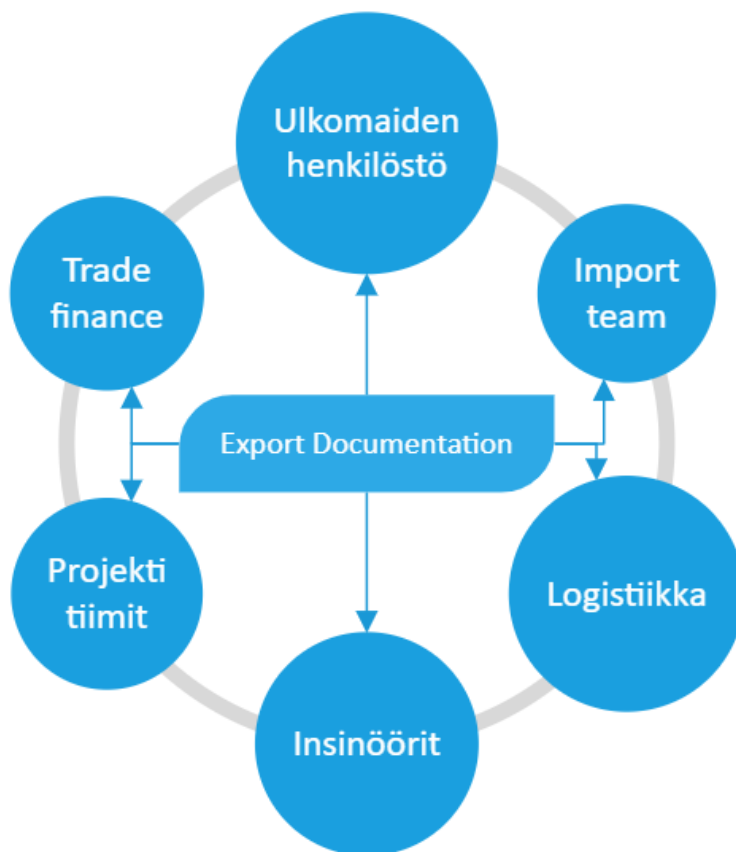 Ulkomaiden
henkilöstö
Trade
finance
Import
team
Export Documentation
Projekti
tiimit
Logistiikka
Insinöörit